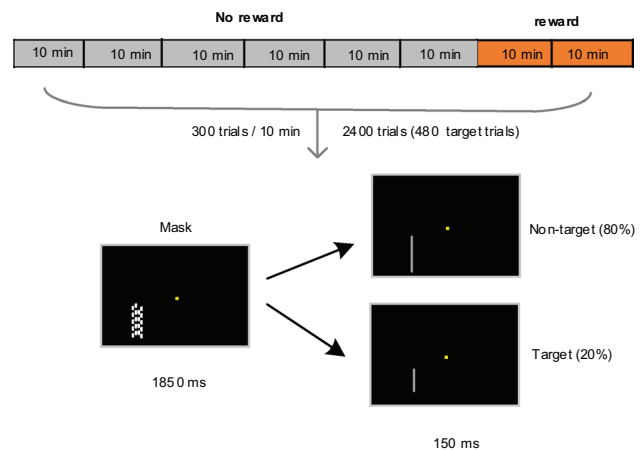 No reward reward
10 min 10 min 10 min 10 min 10 min 10 min 10 min 10 min
300 trials / 10 min 2400 trials (480 target trials)
Mask
Non-target (80%)
Target (20%)
1850 ms
150 ms